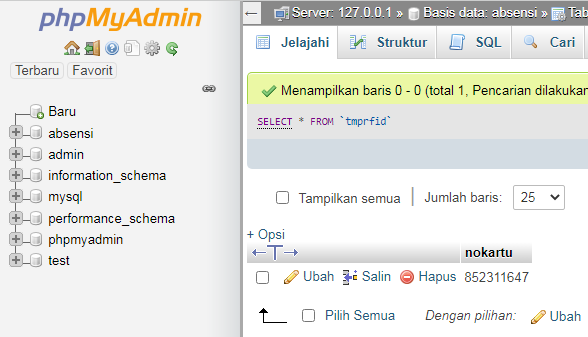 phpMyAdmin
Terbaru Favorit
Baru
absensi
admin
information_schema
mysql
performance_schema
phpmyadmin
test
Server: 127.0.0.1 » Basis data: absensi » Tab
Jelajahi Struktur SQL Cari
Menampilkan baris 0 - 0 (total 1, Pencarian dilakukan
SELECT * FROM `tmprfid`
Tampilkan semua | Jumlah baris: 25
+ Opsi
←T→ nokartu
Ubah Salin Hapus 852311647
Pilih Semua Dengan pilihan: Ubah